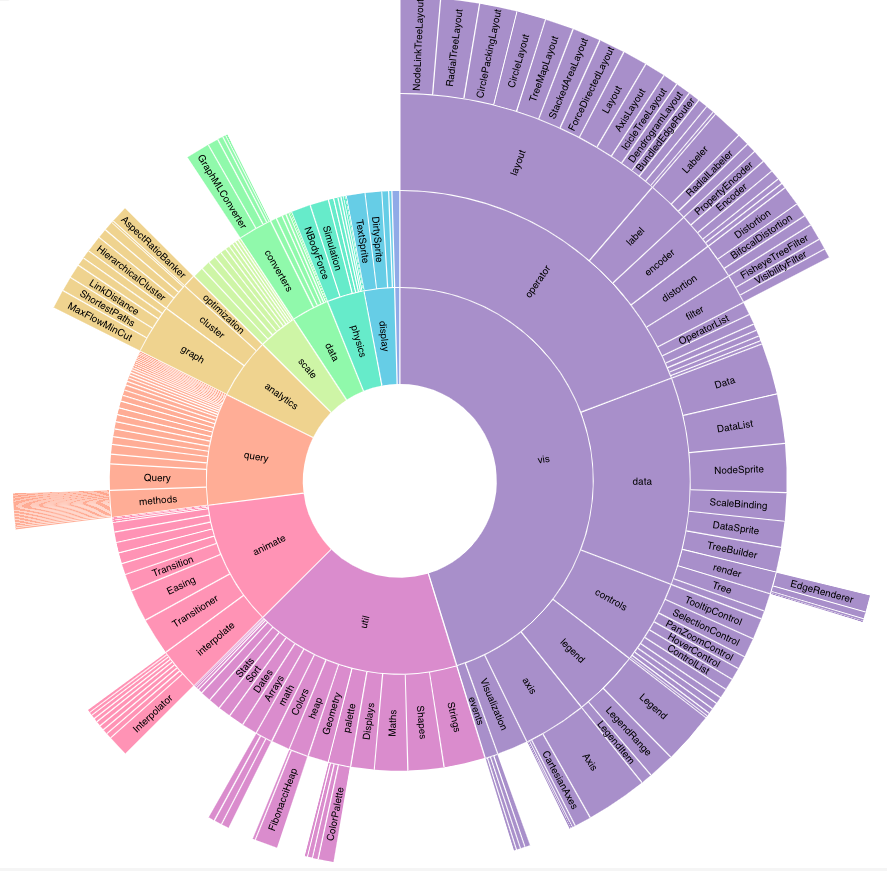 vis
operator
layout
NodeLinkTreeLayout
RadialTreeLayout
CirclePackingLayout
CircleLayout
TreeMapLayout
StackedAreaLayout
ForceDirectedLayout
Layout
AxisLayout
IcicleTreeLayout
DendrogramLayout
BundledEdgeRouter
label
Labeler
RadialLabeler
encoder
PropertyEncoder
Encoder
distortion
Distortion
BifocalDistortion
filter
FisheyeTreeFilter
VisibilityFilter
OperatorList
data
Data
DataList
NodeSprite
ScaleBinding
DataSprite
TreeBuilder
render
EdgeRenderer
Tree
controls
TooltipControl
SelectionControl
PanZoomControl
HoverControl
ControlList
legend
Legend
LegendRange
LegendItem
axis
Axis
CartesianAxes
Visualization
events
util
Strings
Shapes
Maths
Displays
palette
ColorPalette
Geometry
heap
FibonacciHeap
Colors
math
Arrays
Dates
Sort
Stats
animate
interpolate
Interpolator
Transitioner
Easing
Transition
query
methods
Query
analytics
graph
MaxFlowMinCut
ShortestPaths
LinkDistance
cluster
HierarchicalCluster
optimization
AspectRatioBanker
scale
data
converters
GraphMLConverter
physics
NBodyForce
Simulation
display
TextSprite
DirtySprite